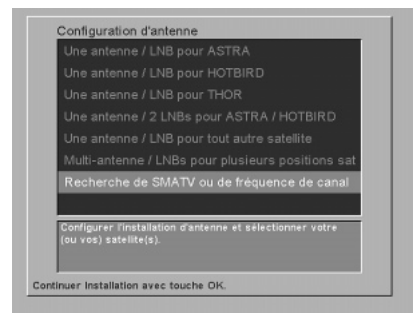 Configuration d'antenne
Une antenne / LNB pour ASTRA
Une antenne / LNB pour HOTBIRD
Une antenne / LNB pour THOR
Une antenne / 2 LNBs pour ASTRA / HOTBIRD
Une antenne / LNB pour tout autre satellite
Multi-antenne / LNBs pour plusieurs positions sat
Recherche de SMATV ou de fréquence de canal
Configurer l'installation d'antenne et sélectionner votre
(ou vos) satellite(s).
Continuer Installation avec touche OK.